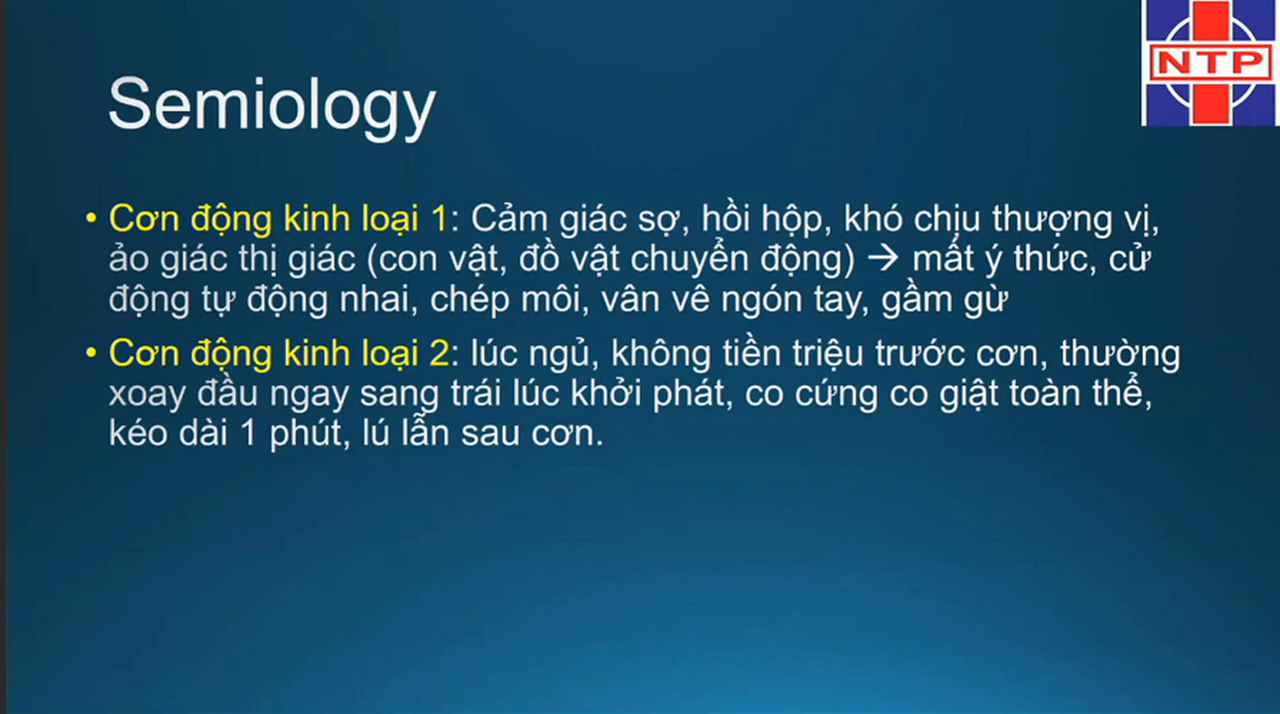 NTP
Semiology
• Cơn động kinh loại 1: Cảm giác sợ, hồi hộp, khó chịu thượng vị,
ảo giác thị giác (con vật, đồ vật chuyển động) → mất ý thức, cử
động tự động nhai, chép môi, vân vê ngón tay, gầm gừ
• Cơn động kinh loại 2: lúc ngủ, không tiền triệu trước cơn, thường
xoay đầu ngay sang trái lúc khởi phát, co cứng co giật toàn thể,
kéo dài 1 phút, lú lẫn sau cơn.